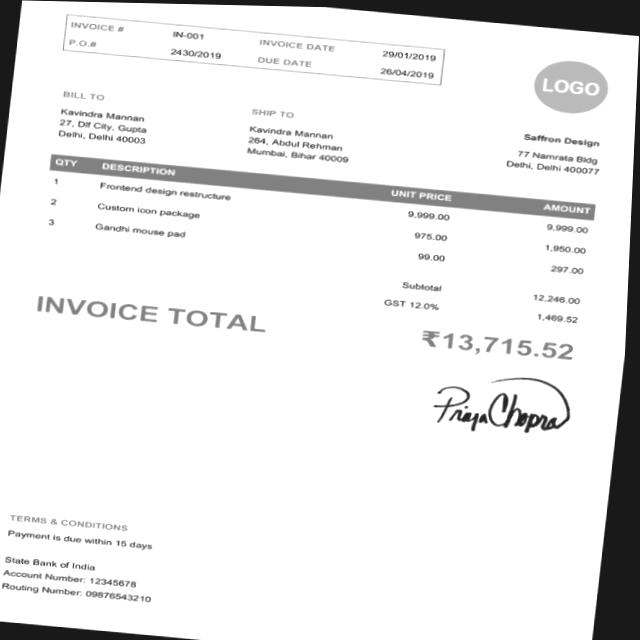 INVOICE # IN-001 INVOICE DATE 29/01/2019
P.O.# 2430/2019 DUE DATE 26/04/2019
LOGO
BILL TO
Kavindra Mannan
27, Dlf City, Gupta
Delhi, Delhi 40003
SHIP TO
Kavindra Mannan
264, Abdul Rehman
Mumbai, Bihar 40009
Saffron Design
77 Namrata Bldg
Delhi, Delhi 400077
QTY DESCRIPTION UNIT PRICE AMOUNT
1 Frontend design restructure 9,999.00 9,999.00
2 Custom icon package 975.00 1,950.00
3 Gandhi mouse pad 99.00 297.00
Subtotal 12,246.00
GST 12.0% 1,469.52
INVOICE TOTAL ₹13,715.52
Priya Chopra
TERMS & CONDITIONS
Payment is due within 15 days
State Bank of India
Account Number: 12345678
Routing Number: 09876543210